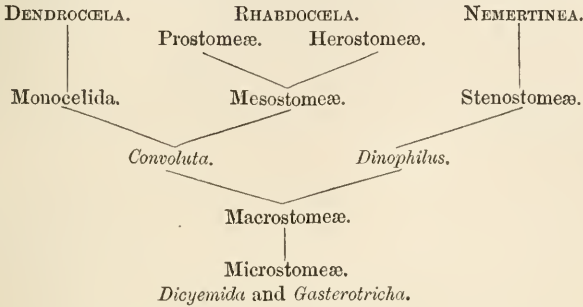 DENDROCŒLA. RHABDOCŒLA. NEMERTINEA.
Prostomeæ. Herostomeæ.
Monocelida. Mesostomeæ. Stenostomeæ.
Convoluta. Dinophilus.
Macrostomeæ.
Microstomeæ.
Dicyemida and Gasterotricha.